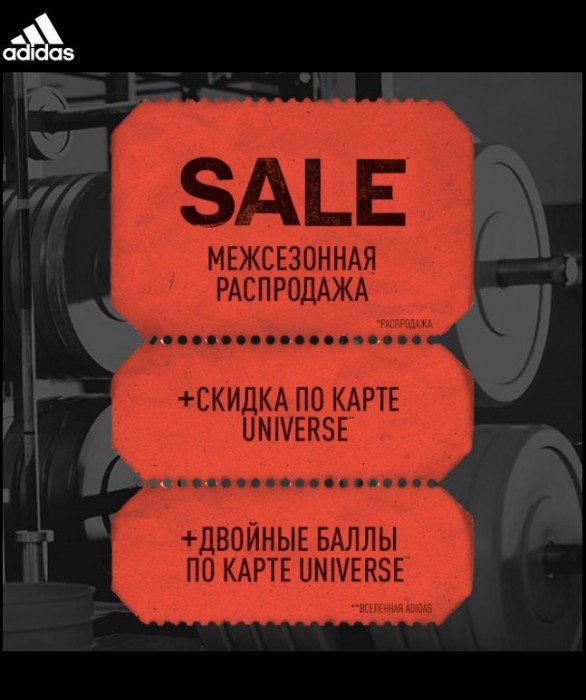 adidas
SALE*
МЕЖСЕЗОННАЯ
РАСПРОДАЖА
*РАСПРОДАЖА
+СКИДКА ПО КАРТЕ
UNIVERSE**
+ДВОЙНЫЕ БАЛЛЫ
ПО КАРТЕ UNIVERSE**
**ВСЕЛЕННАЯ ADIDAS